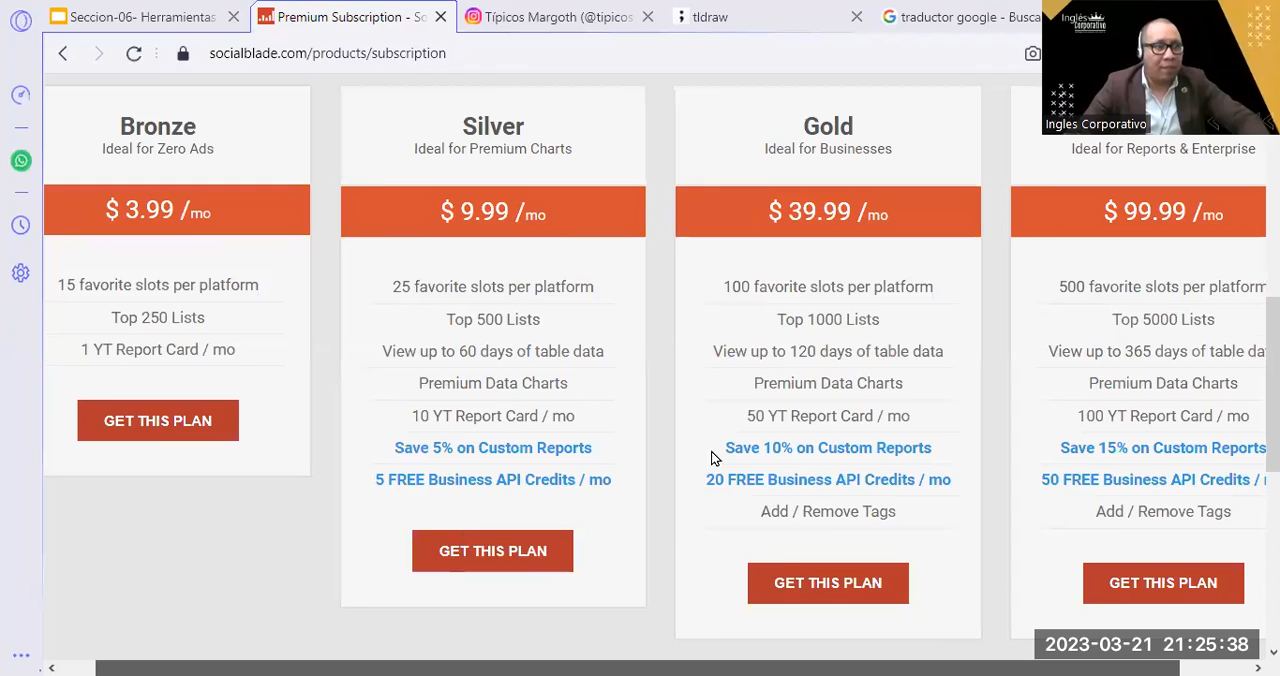 Seccion-06- Herramientas
Premium Subscription - So
Típicos Margoth (@tipicos
tldraw
traductor google - Busca
socialblade.com/products/subscription
Inglés
Corporativo
Ingles Corporativo
Bronze
Ideal for Zero Ads
$ 3.99 /mo
15 favorite slots per platform
Top 250 Lists
1 YT Report Card / mo
GET THIS PLAN
Silver
Ideal for Premium Charts
$ 9.99 /mo
25 favorite slots per platform
Top 500 Lists
View up to 60 days of table data
Premium Data Charts
10 YT Report Card / mo
Save 5% on Custom Reports
5 FREE Business API Credits / mo
GET THIS PLAN
Gold
Ideal for Businesses
$ 39.99 /mo
100 favorite slots per platform
Top 1000 Lists
View up to 120 days of table data
Premium Data Charts
50 YT Report Card / mo
Save 10% on Custom Reports
20 FREE Business API Credits / mo
Add / Remove Tags
GET THIS PLAN
Ideal for Reports & Enterprise
$ 99.99 /mo
500 favorite slots per platform
Top 5000 Lists
View up to 365 days of table da
Premium Data Charts
100 YT Report Card / mo
Save 15% on Custom Reports
50 FREE Business API Credits /
Add / Remove Tags
GET THIS PLAN
2023-03-21 21:25:38